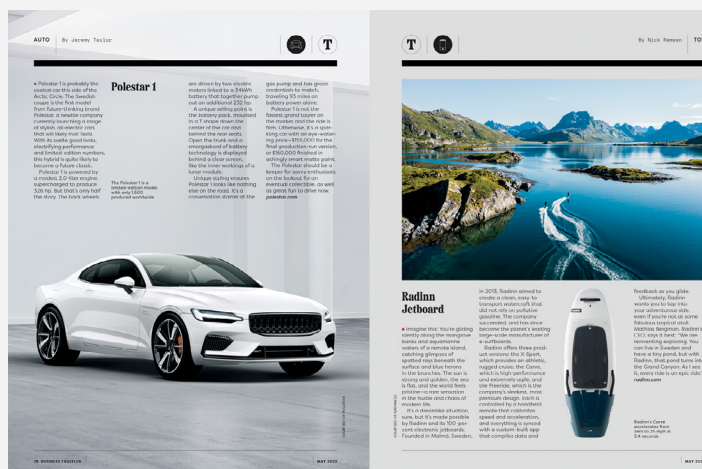 AUTO
By Jeremy Taylor
T
Polestar 1
Polestar 1 is probably the
coolest car this side of the
Arctic Circle. The Swedish
coupe is the first model
from future-thinking brand
Polestar, a newbie company
currently launching a range
of stylish, all-electric cars
that will likely rival Tesla.
With its svelte good looks,
electrifying performance
and limited-edition numbers,
this hybrid is quite likely to
become a future classic.
Polestar 1 is powered by
a modest, 2.0-liter engine,
supercharged to produce
326 hp. But that's only half
the story. The back wheels
The Polestar 1 is a
limited-edition model,
with only 1,500
produced worldwide
are driven by two electric
motors linked to a 34kWh
battery that together pump
out an additional 232 hp.
A unique selling point is
the battery pack, mounted
in a T shape down the
center of the car and
behind the rear seats.
Open the trunk and a
smorgasbord of battery
technology is displayed
behind a clear screen,
like the inner workings of a
lunar module.
Unique styling ensures
Polestar 1 looks like nothing
else on the road. It's a
conversation starter at the
gas pump and has green
credentials to match,
traveling 93 miles on
battery power alone.
Polestar 1 is not the
fastest grand tourer on
the market and the ride is
firm. Otherwise, it's a spar-
kling car with an eye-water-
ing price—$155,000 for the
final-production-run version,
or $160,000 finished in
achingly smart matte paint.
The Polestar should be a
keeper for savvy enthusiasts
on the lookout for an
eventual collectible, as well
as great fun to drive now.
polestar.com
BUSINESS TRAVELER
MAY 2022
T
By Nick Remsen
TO
Radinn
Jetboard
Imagine this: You're gliding
silently along the mangrove
banks and aquamarine
waters of a remote island,
catching glimpses of
spotted rays beneath the
surface and blue herons
in the branches. The sun is
strong and golden, the sea
is flat, and the world feels
pristine—a rare sensation
in the hustle and chaos of
modern life.
It's a dreamlike situation,
sure, but it's made possible
by Radinn and its 100-per-
cent electronic jetboards.
Founded in Malmö, Sweden,
in 2013, Radinn aimed to
create a clean, easy-to-
transport watercraft that
did not rely on pollutive
gasoline. The company
succeeded, and has since
become the planet's leading
large-scale manufacturer of
e-surfboards.
Radinn offers three prod-
uct versions: the X-Sport,
which provides an athletic,
rugged cruise; the Carve,
which is high-performance
and extremely agile; and
the Freeride, which is the
company's sleekest, most
premium design. Each is
controlled by a handheld
remote that calibrates
speed and acceleration,
and everything is synced
with a custom-built app
that compiles data and
feedback as you glide.
Ultimately, Radinn
wants you to tap into
your adventurous side,
even if you're not at some
fabulous tropical atoll.
Mathias Bergman, Radinn's
CEO, says it best: "We are
reinventing exploring. You
can live in Sweden and
have a tiny pond, but with
Radinn, that pond turns into
the Grand Canyon. As I see
it, every ride is an epic ride."
radinn.com
Radinn's Carve
accelerates from
zero to 25 mph in
3.4 seconds
MAY